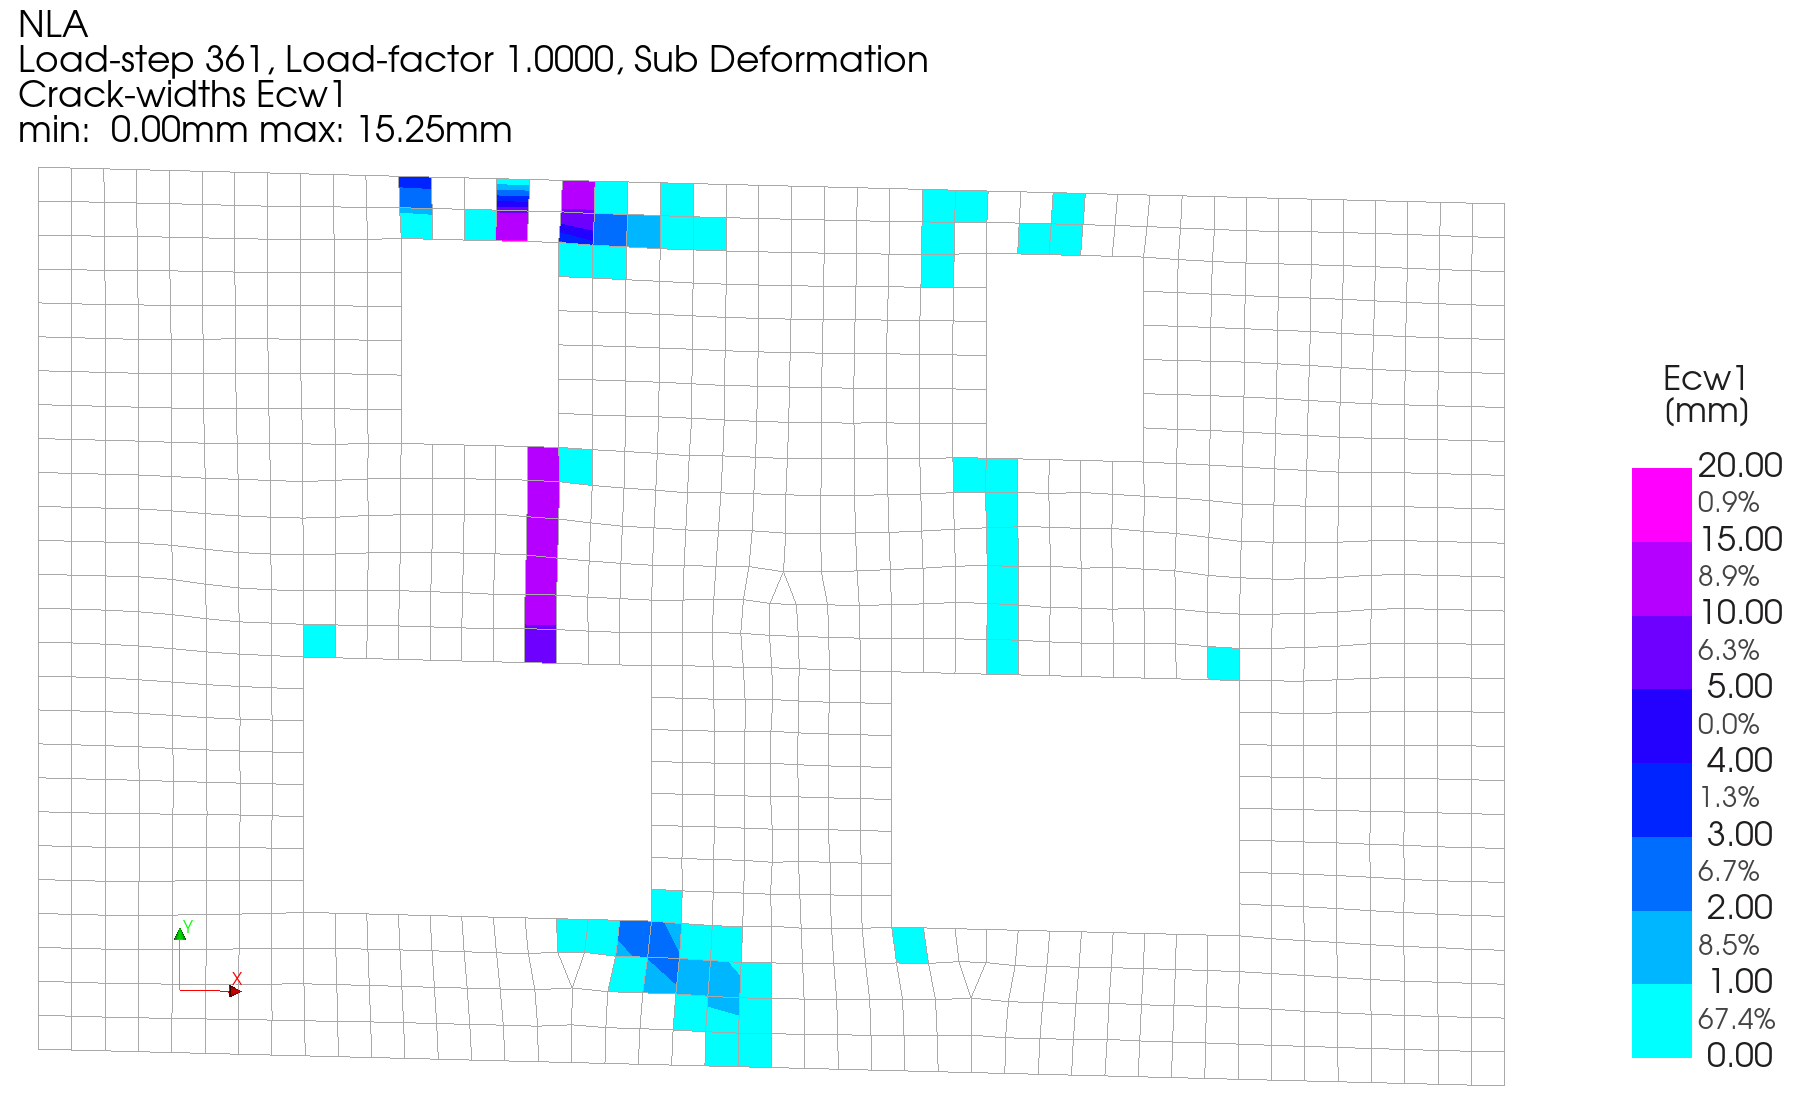 NLA
Load-step 361, Load-factor 1.0000, Sub Deformation
Crack-widths Ecw1
min:  0.00mm max: 15.25mm
Ecw1
(mm)
20.00
0.9%
15.00
8.9%
10.00
6.3%
5.00
0.0%
4.00
1.3%
3.00
6.7%
2.00
8.5%
1.00
67.4%
0.00
Y
X